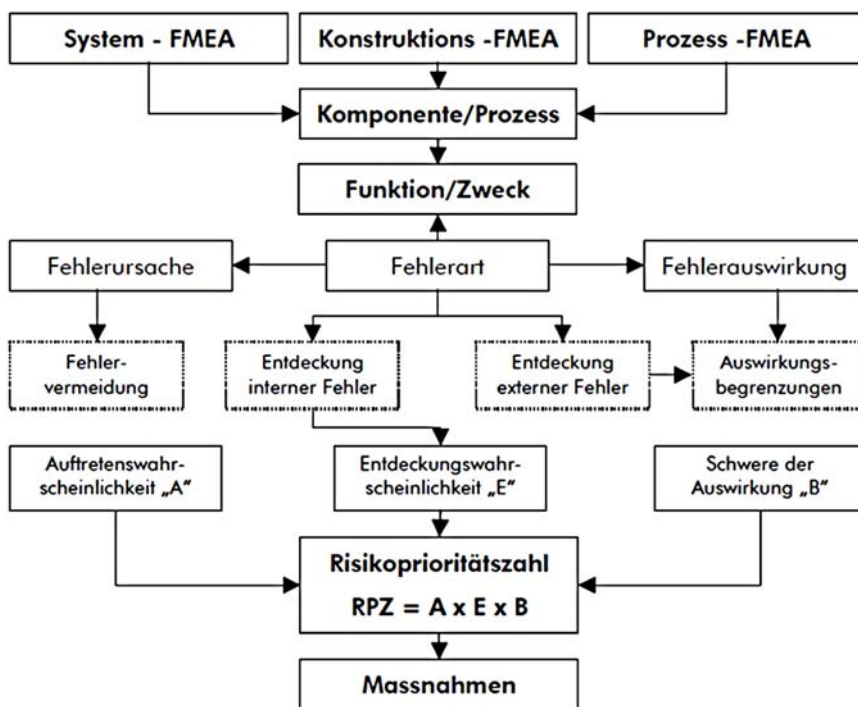 System - FMEA
Konstruktions -FMEA
Prozess -FMEA
Komponente/Prozess
Funktion/Zweck
Fehlerursache
Fehlerart
Fehlerauswirkung
Fehler-
vermeidung
Entdeckung
interner Fehler
Entdeckung
externer Fehler
Auswirkungs-
begrenzungen
Auftretenswahr-
scheinlichkeit „A“
Entdeckungswahr-
scheinlichkeit „E“
Schwere der
Auswirkung „B“
Risikoprioritätszahl
RPZ = A x E x B
Massnahmen